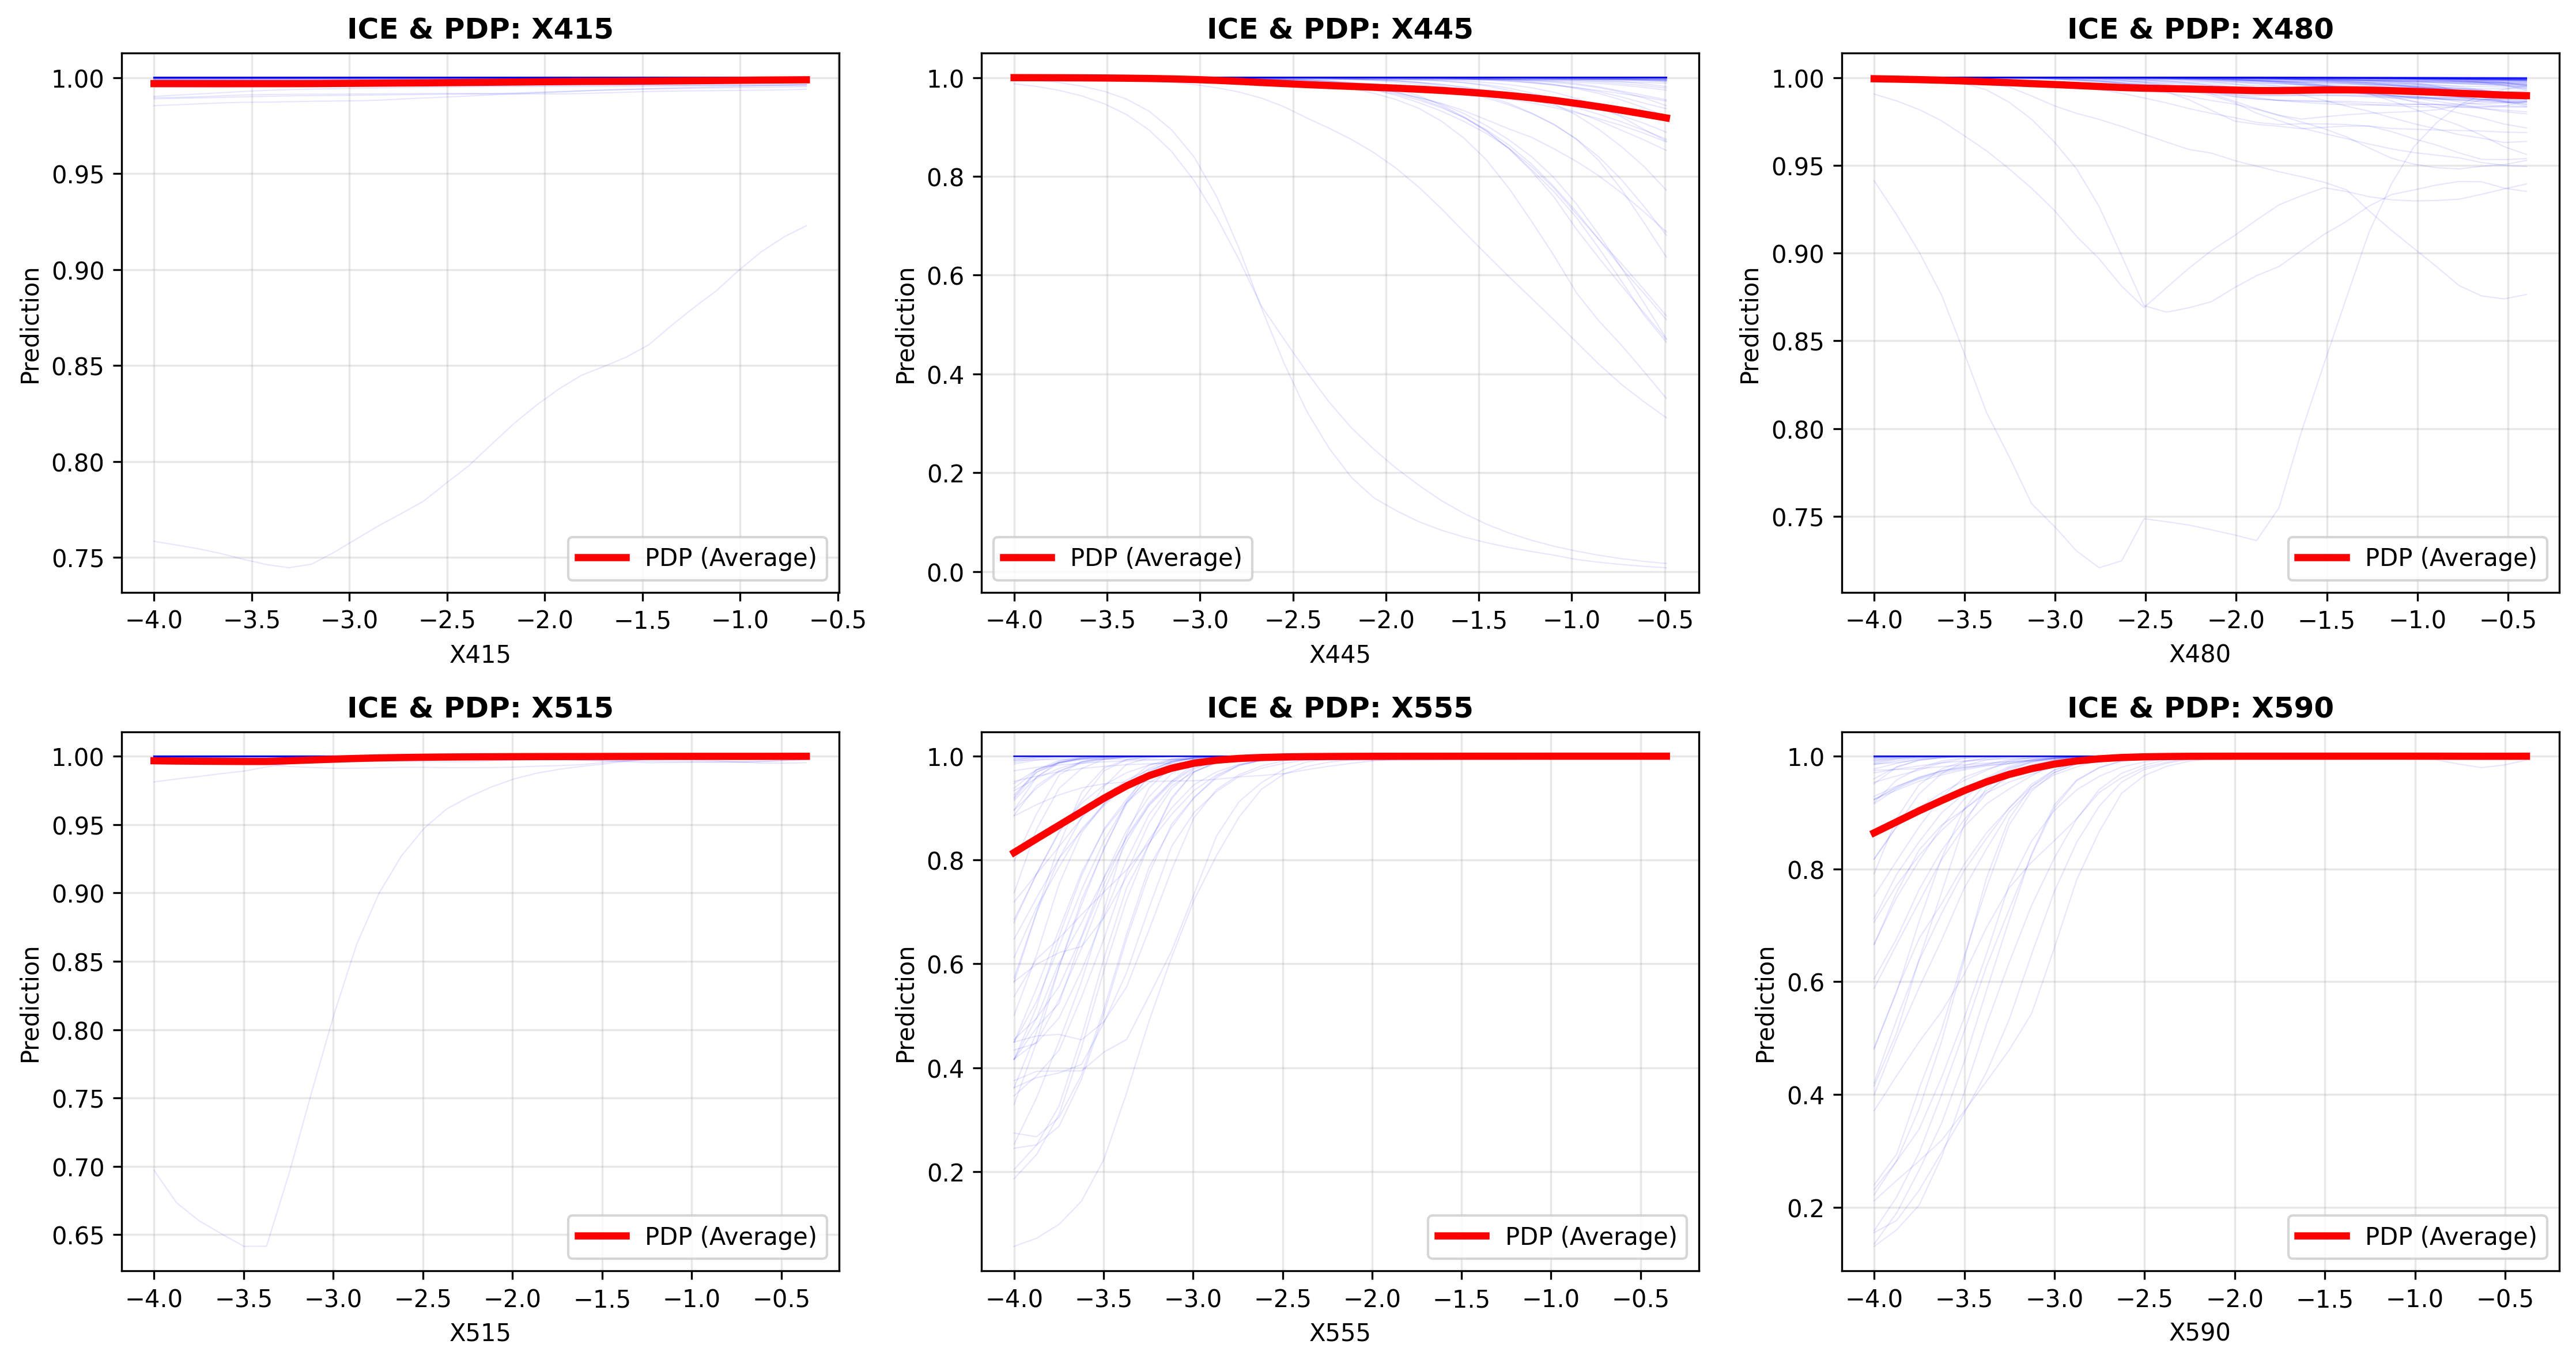 ICE & PDP: X415
1.00
0.95
0.90
0.85
0.80
0.75
Prediction
PDP (Average)
−4.0 −3.5 −3.0 −2.5 −2.0 −1.5 −1.0 −0.5
X415
ICE & PDP: X445
1.0
0.8
0.6
0.4
0.2
0.0
Prediction
PDP (Average)
−4.0 −3.5 −3.0 −2.5 −2.0 −1.5 −1.0 −0.5
X445
ICE & PDP: X480
1.00
0.95
0.90
0.85
0.80
0.75
Prediction
PDP (Average)
−4.0 −3.5 −3.0 −2.5 −2.0 −1.5 −1.0 −0.5
X480
ICE & PDP: X515
1.00
0.95
0.90
0.85
0.80
0.75
0.70
0.65
Prediction
PDP (Average)
−4.0 −3.5 −3.0 −2.5 −2.0 −1.5 −1.0 −0.5
X515
ICE & PDP: X555
1.0
0.8
0.6
0.4
0.2
Prediction
PDP (Average)
−4.0 −3.5 −3.0 −2.5 −2.0 −1.5 −1.0 −0.5
X555
ICE & PDP: X590
1.0
0.8
0.6
0.4
0.2
Prediction
PDP (Average)
−4.0 −3.5 −3.0 −2.5 −2.0 −1.5 −1.0 −0.5
X590